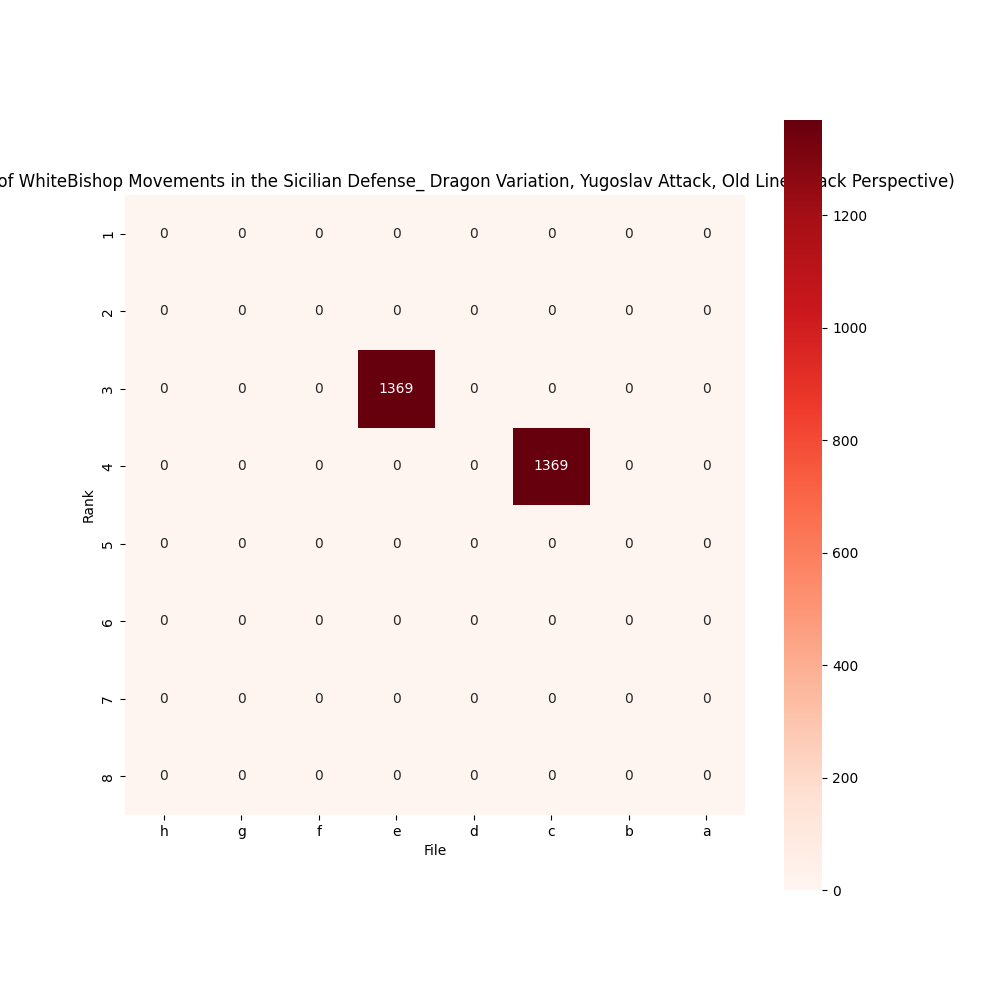 of WhiteBishop Movements in the Sicilian Defense_ Dragon Variation, Yugoslav Attack, Old Line ack Perspective)
1 0 0 0 0 0 0 0 0
2 0 0 0 0 0 0 0 0
3 0 0 0 1369 0 0 0 0
4 0 0 0 0 0 1369 0 0
5 0 0 0 0 0 0 0 0
6 0 0 0 0 0 0 0 0
7 0 0 0 0 0 0 0 0
8 0 0 0 0 0 0 0 0
Rank
h g f e d c b a
File
1200
1000
800
600
400
200
0